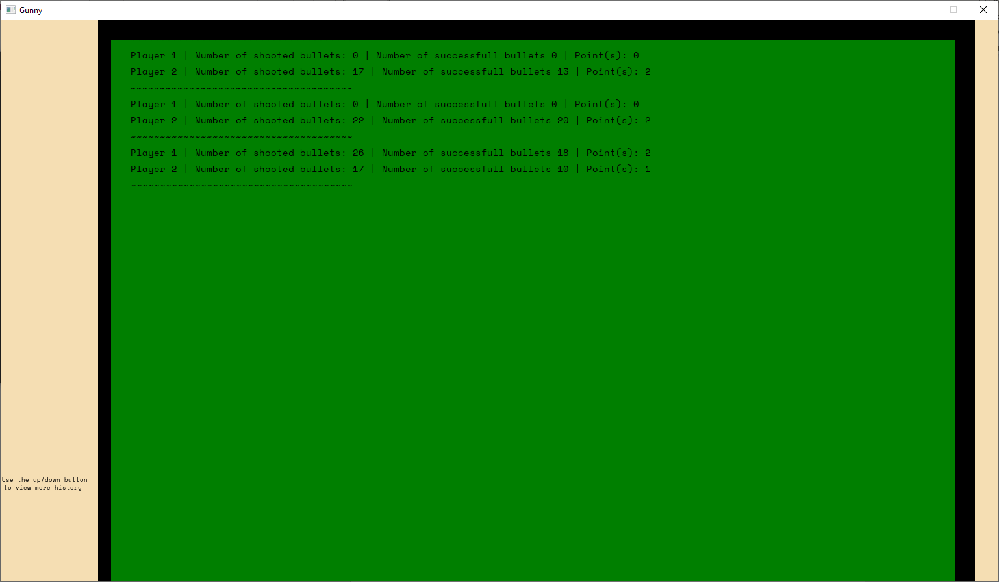 Gunny
~~~~~~~~~~~~~~~~~~~~~~~~~~~~~~~~~~~~~~
Player 1 | Number of shooted bullets: 0 | Number of successfull bullets 0 | Point(s): 0
Player 2 | Number of shooted bullets: 17 | Number of successfull bullets 13 | Point(s): 2
~~~~~~~~~~~~~~~~~~~~~~~~~~~~~~~~~~~~~~
Player 1 | Number of shooted bullets: 0 | Number of successfull bullets 0 | Point(s): 0
Player 2 | Number of shooted bullets: 22 | Number of successfull bullets 20 | Point(s): 2
~~~~~~~~~~~~~~~~~~~~~~~~~~~~~~~~~~~~~~
Player 1 | Number of shooted bullets: 26 | Number of successfull bullets 18 | Point(s): 2
Player 2 | Number of shooted bullets: 17 | Number of successfull bullets 10 | Point(s): 1
~~~~~~~~~~~~~~~~~~~~~~~~~~~~~~~~~~~~~~
Use the up/down button
to view more history